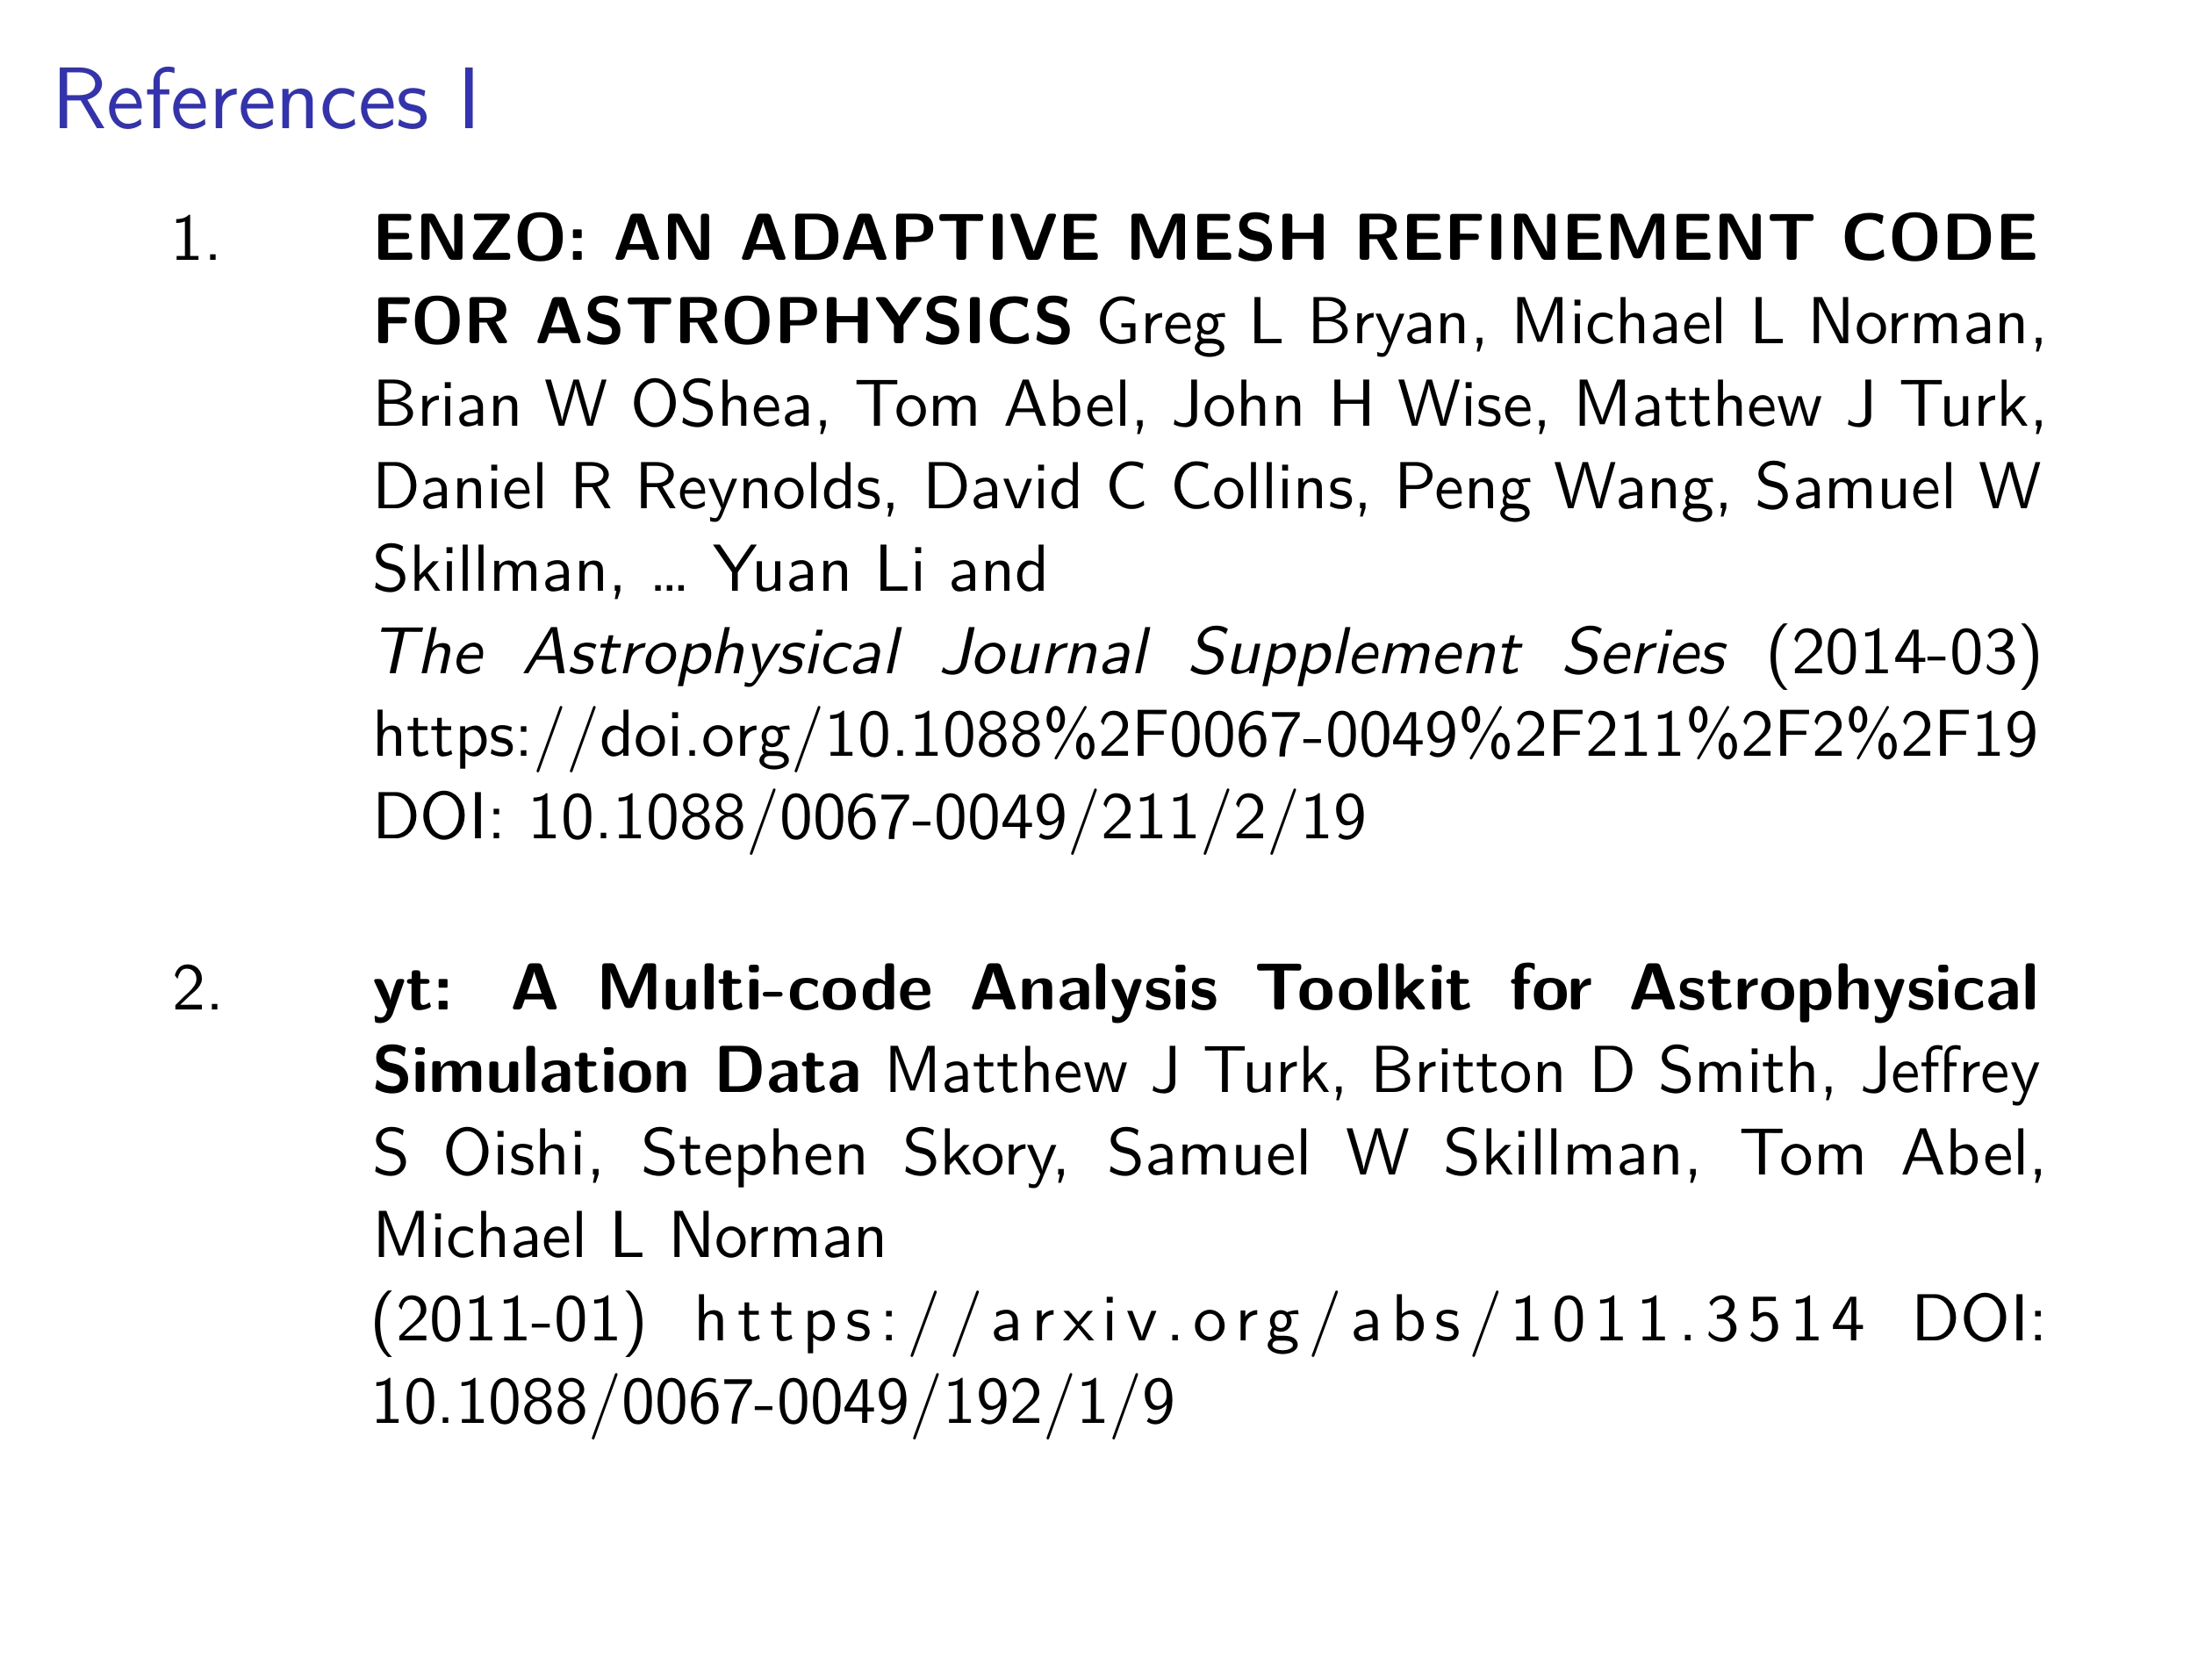 References I
1. ENZO: AN ADAPTIVE MESH REFINEMENT CODE
FOR ASTROPHYSICS Greg L Bryan, Michael L Norman,
Brian W OShea, Tom Abel, John H Wise, Matthew J Turk,
Daniel R Reynolds, David C Collins, Peng Wang, Samuel W
Skillman, … Yuan Li and
The Astrophysical Journal Supplement Series (2014-03)
https://doi.org/10.1088%2F0067-0049%2F211%2F2%2F19
DOI: 10.1088/0067-0049/211/2/19
2. yt: A Multi-code Analysis Toolkit for Astrophysical
Simulation Data Matthew J Turk, Britton D Smith, Jeffrey
S Oishi, Stephen Skory, Samuel W Skillman, Tom Abel,
Michael L Norman
(2011-01) https://arxiv.org/abs/1011.3514 DOI:
10.1088/0067-0049/192/1/9